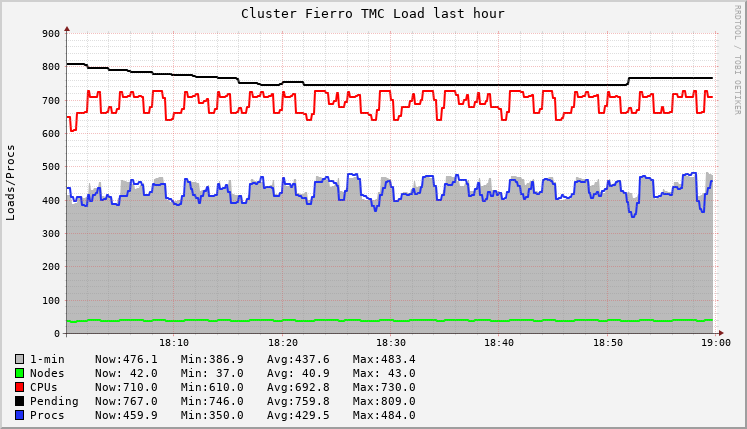 Cluster Fierro TMC Load last hour
RRDTOOL / TOBI OETIKER
Loads/Procs
900
800
700
600
500
400
300
200
100
0
18:10 18:20 18:30 18:40 18:50 19:00
1-min Now:476.1 Min:386.9 Avg:437.6 Max:483.4
Nodes Now: 42.0 Min: 37.0 Avg: 40.9 Max: 43.0
CPUs Now:710.0 Min:610.0 Avg:692.8 Max:730.0
Pending Now:767.0 Min:746.0 Avg:759.8 Max:809.0
Procs Now:459.9 Min:350.0 Avg:429.5 Max:484.0